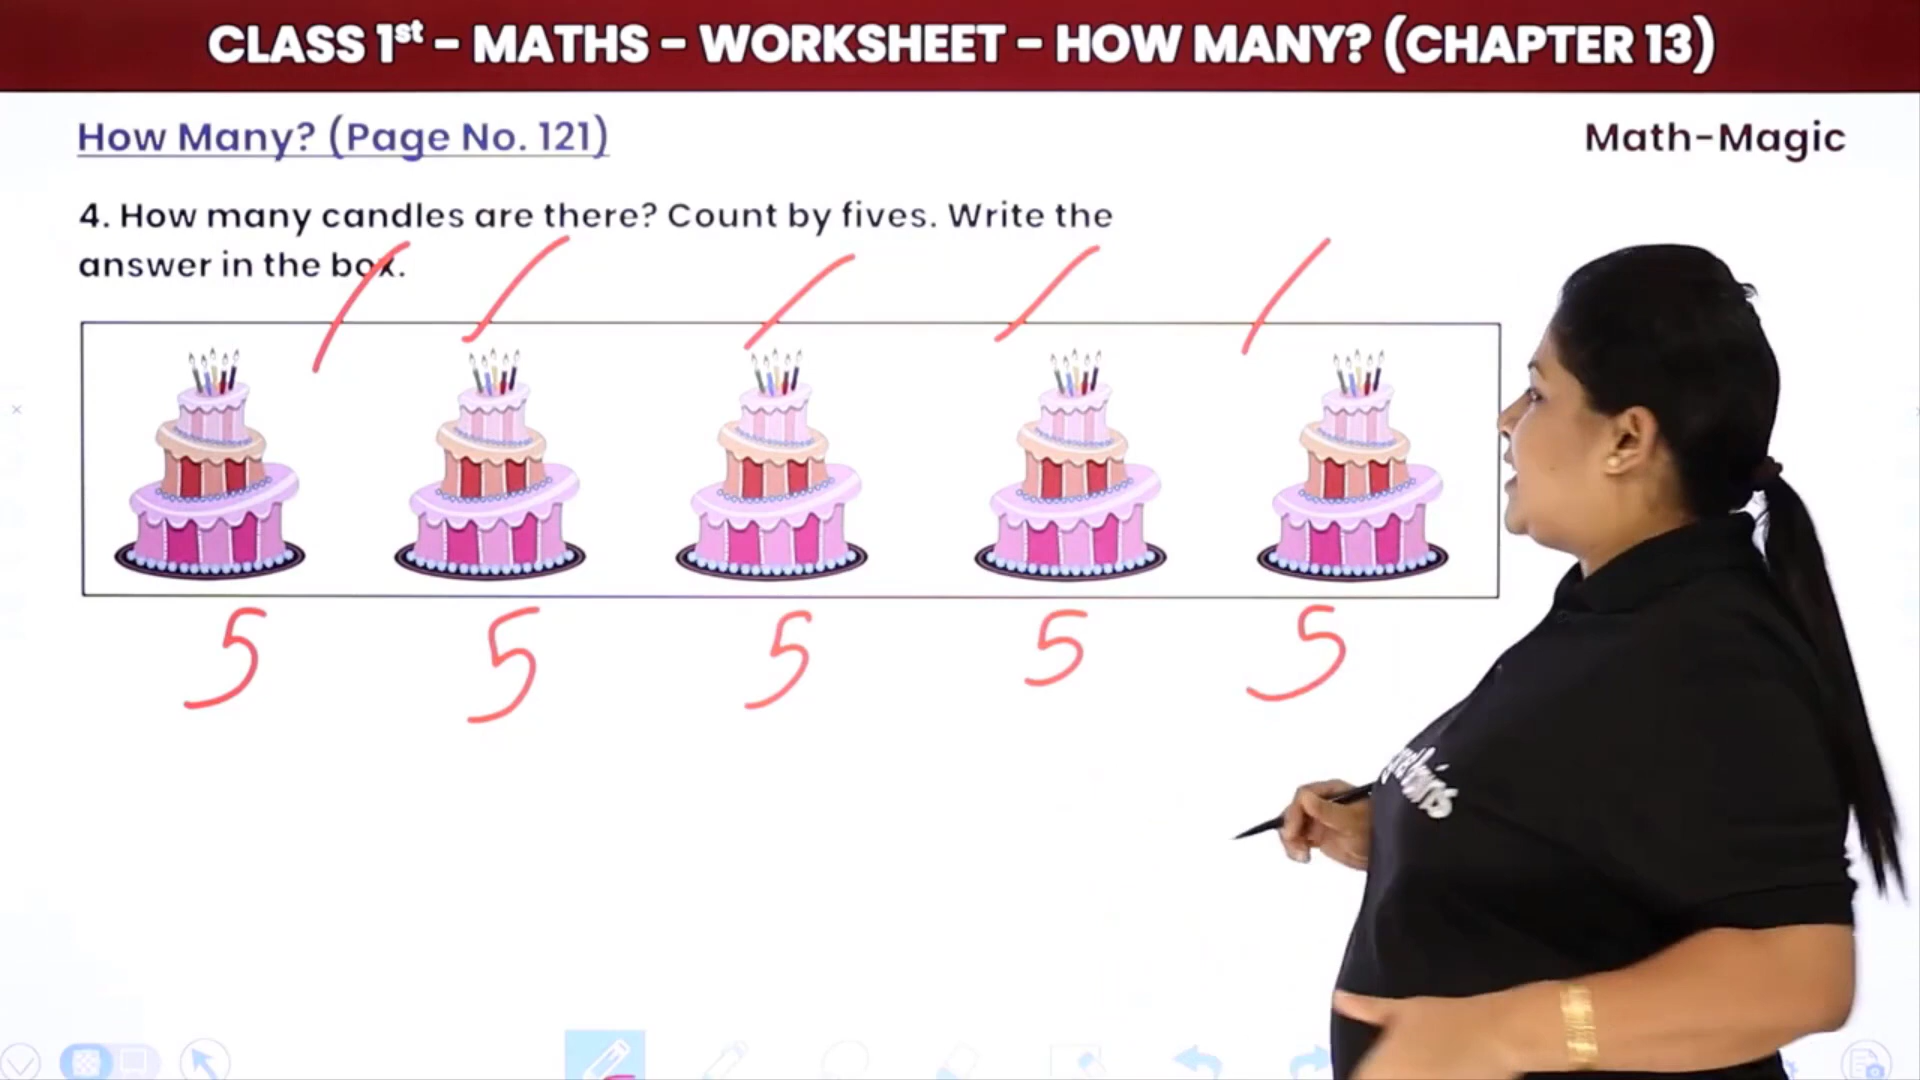 CLASS 1st - MATHS - WORKSHEET - HOW MANY? (CHAPTER 13)
How Many? (Page No. 121)
Math-Magic
4. How many candles are there? Count by fives. Write the
answer in the box.
5 5 5 5 5